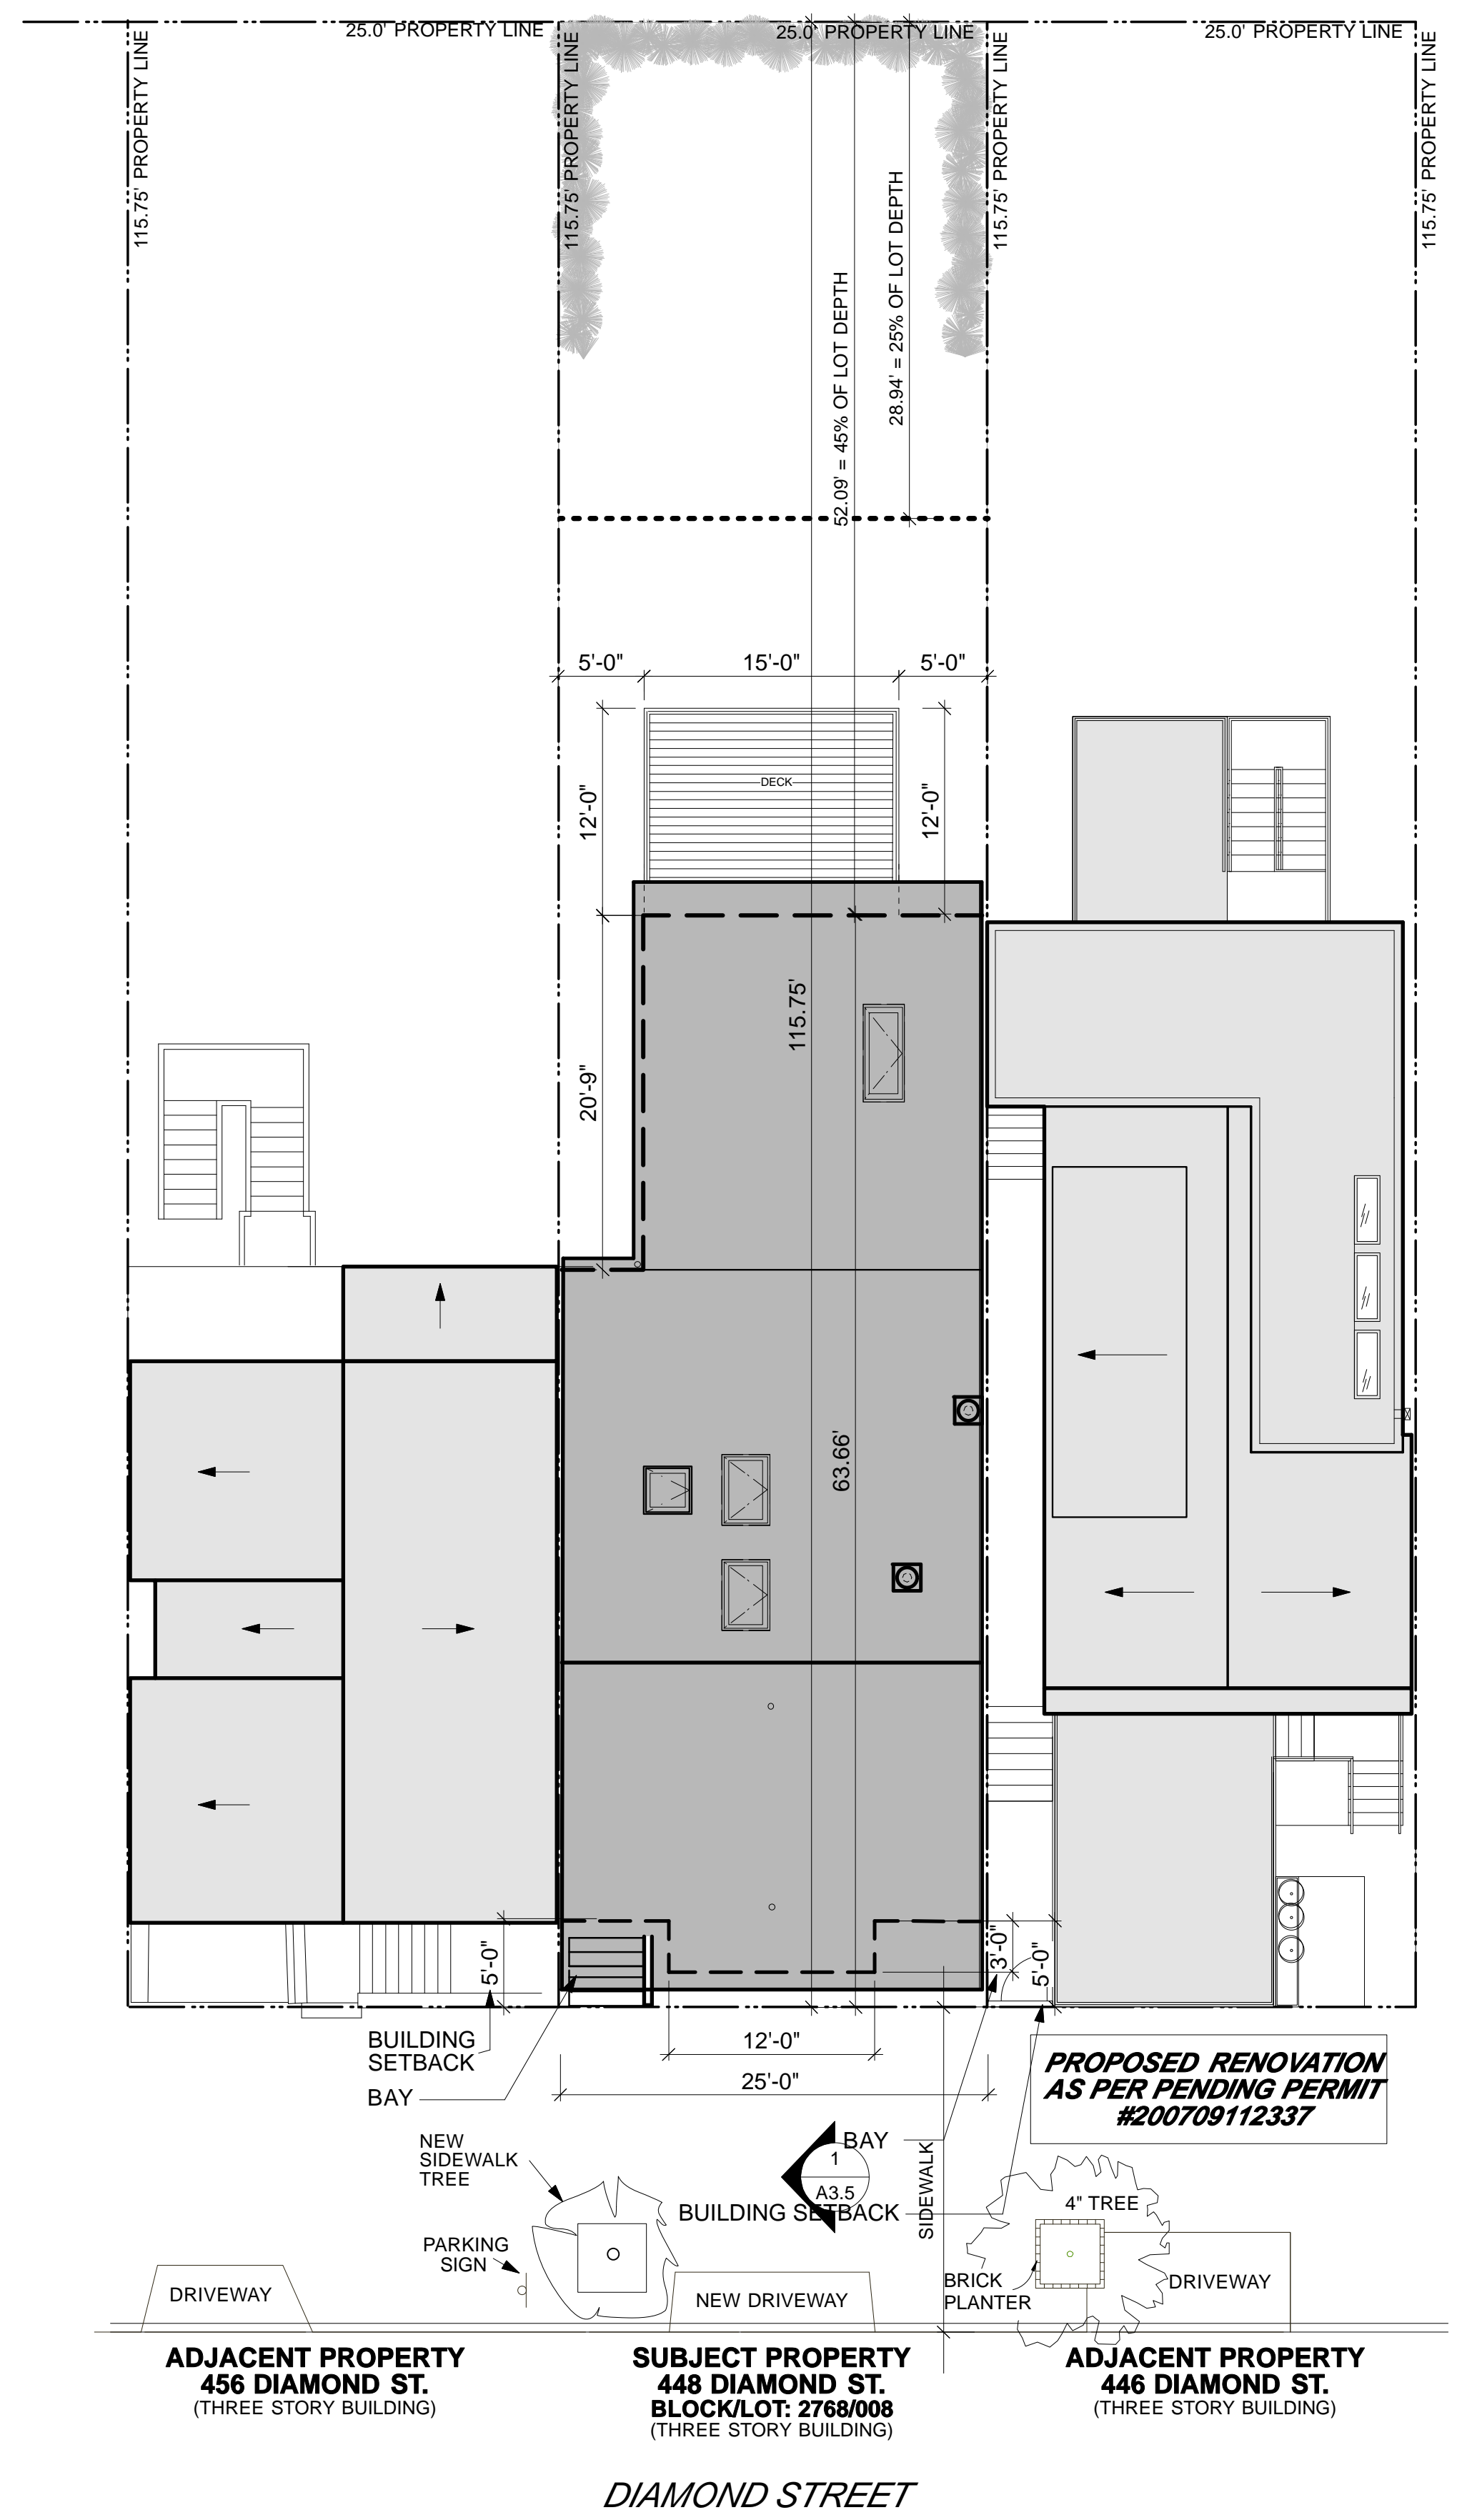 25.0' PROPERTY LINE
25.0' PROPERTY LINE
25.0' PROPERTY LINE
115.75' PROPERTY LINE
115.75' PROPERTY LINE
115.75' PROPERTY LINE
115.75' PROPERTY LINE
28.94' = 25% OF LOT DEPTH
52.09' = 45% OF LOT DEPTH
5'-0"
15'-0"
5'-0"
DECK
12'-0"
12'-0"
115.75'
20'-9"
63.66'
5'-0"
3'-0"
5'-0"
BUILDING
SETBACK
BAY
12'-0"
25'-0"
PROPOSED RENOVATION
AS PER PENDING PERMIT
#200709112337
NEW
SIDEWALK
TREE
BAY
1
A3.5
BUILDING SETBACK
SIDEWALK
4" TREE
PARKING
SIGN
BRICK
PLANTER
DRIVEWAY
NEW DRIVEWAY
DRIVEWAY
ADJACENT PROPERTY
456 DIAMOND ST.
(THREE STORY BUILDING)
SUBJECT PROPERTY
448 DIAMOND ST.
BLOCK/LOT: 2768/008
(THREE STORY BUILDING)
ADJACENT PROPERTY
446 DIAMOND ST.
(THREE STORY BUILDING)
DIAMOND STREET